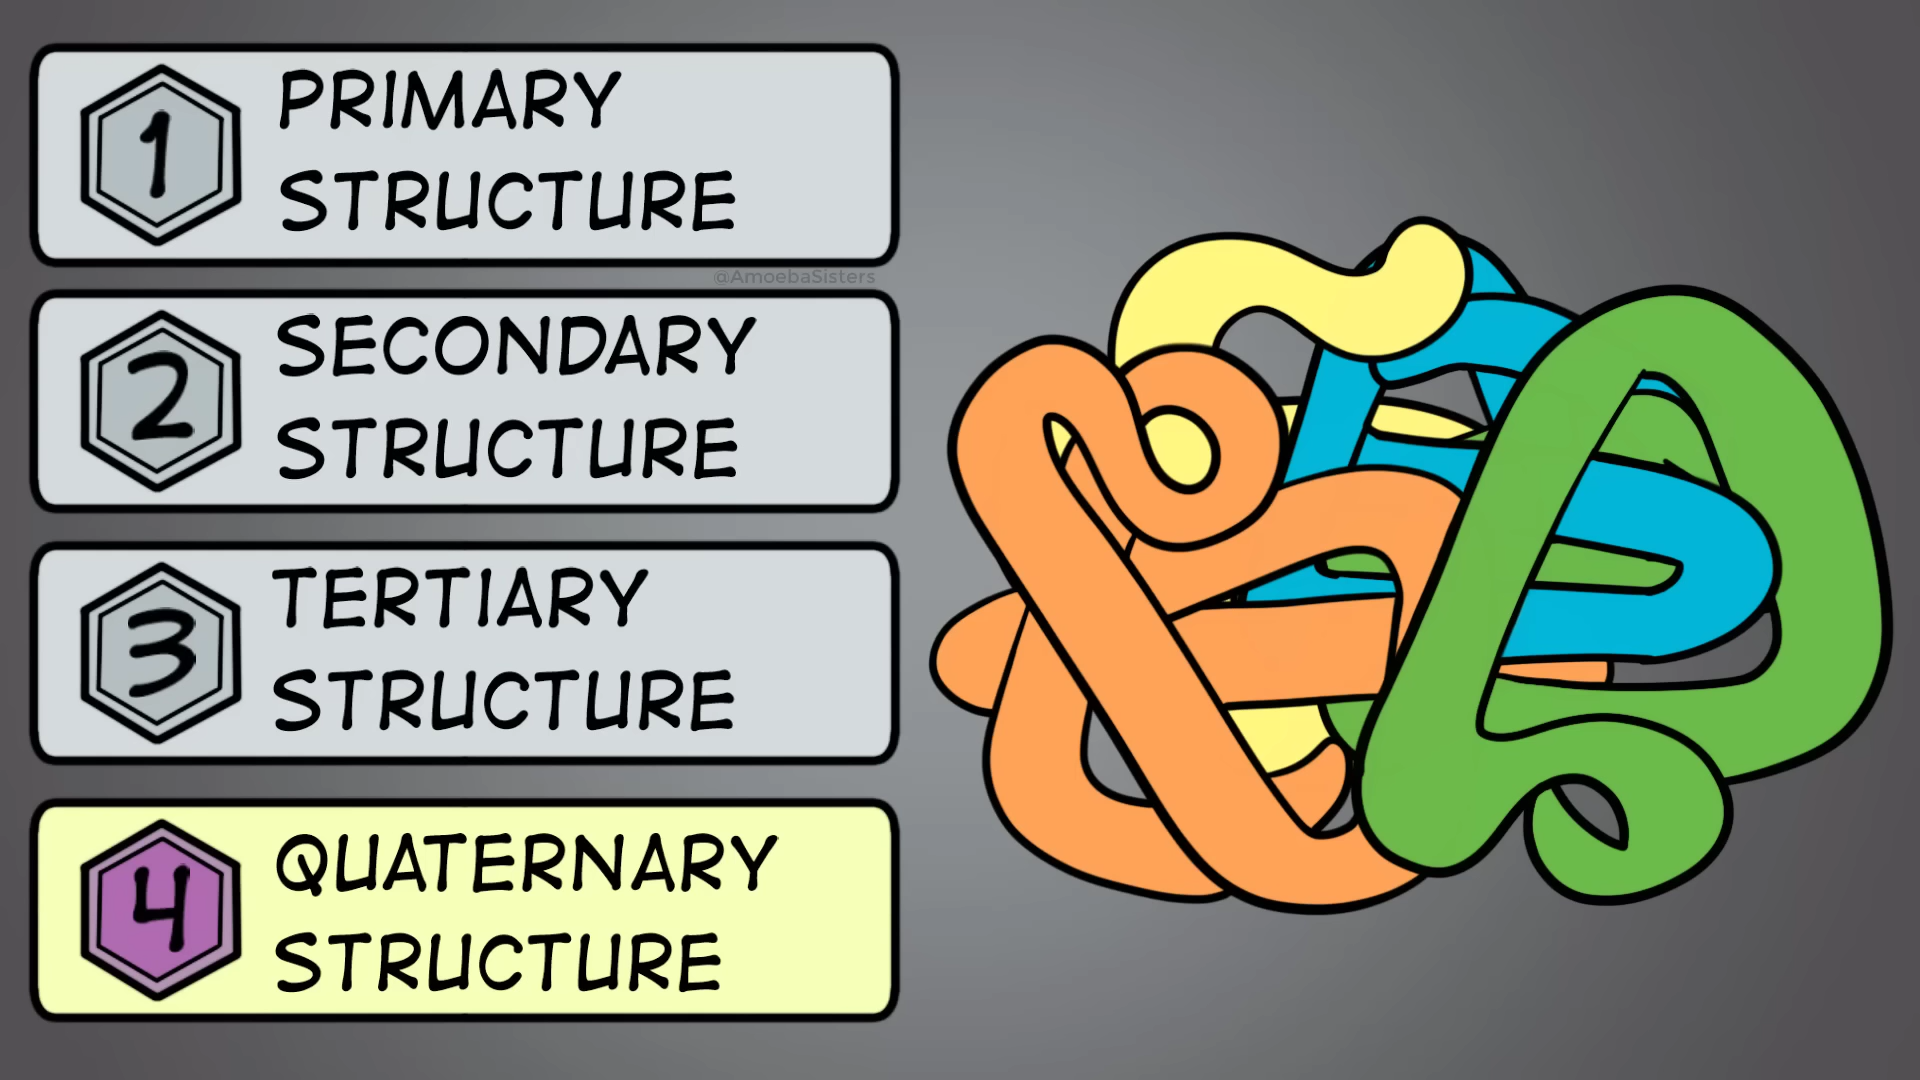 1
PRIMARY
STRUCTURE
@AmoebaSisters
2
SECONDARY
STRUCTURE
3
TERTIARY
STRUCTURE
4
QUATERNARY
STRUCTURE